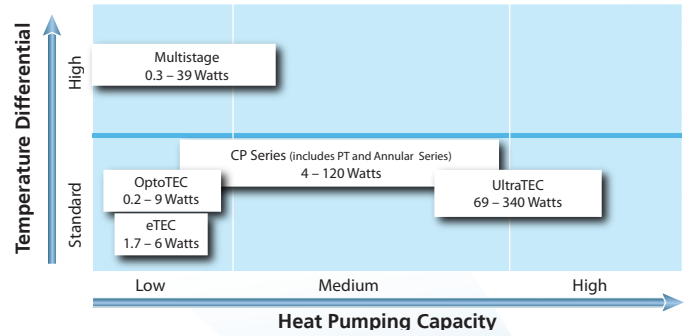 Temperature Differential
High
Standard
Multistage
0.3 – 39 Watts
CP Series (includes PT and Annular Series)
4 – 120 Watts
OptoTEC
0.2 – 9 Watts
UltraTEC
69 – 340 Watts
eTEC
1.7 – 6 Watts
Low
Medium
High
Heat Pumping Capacity